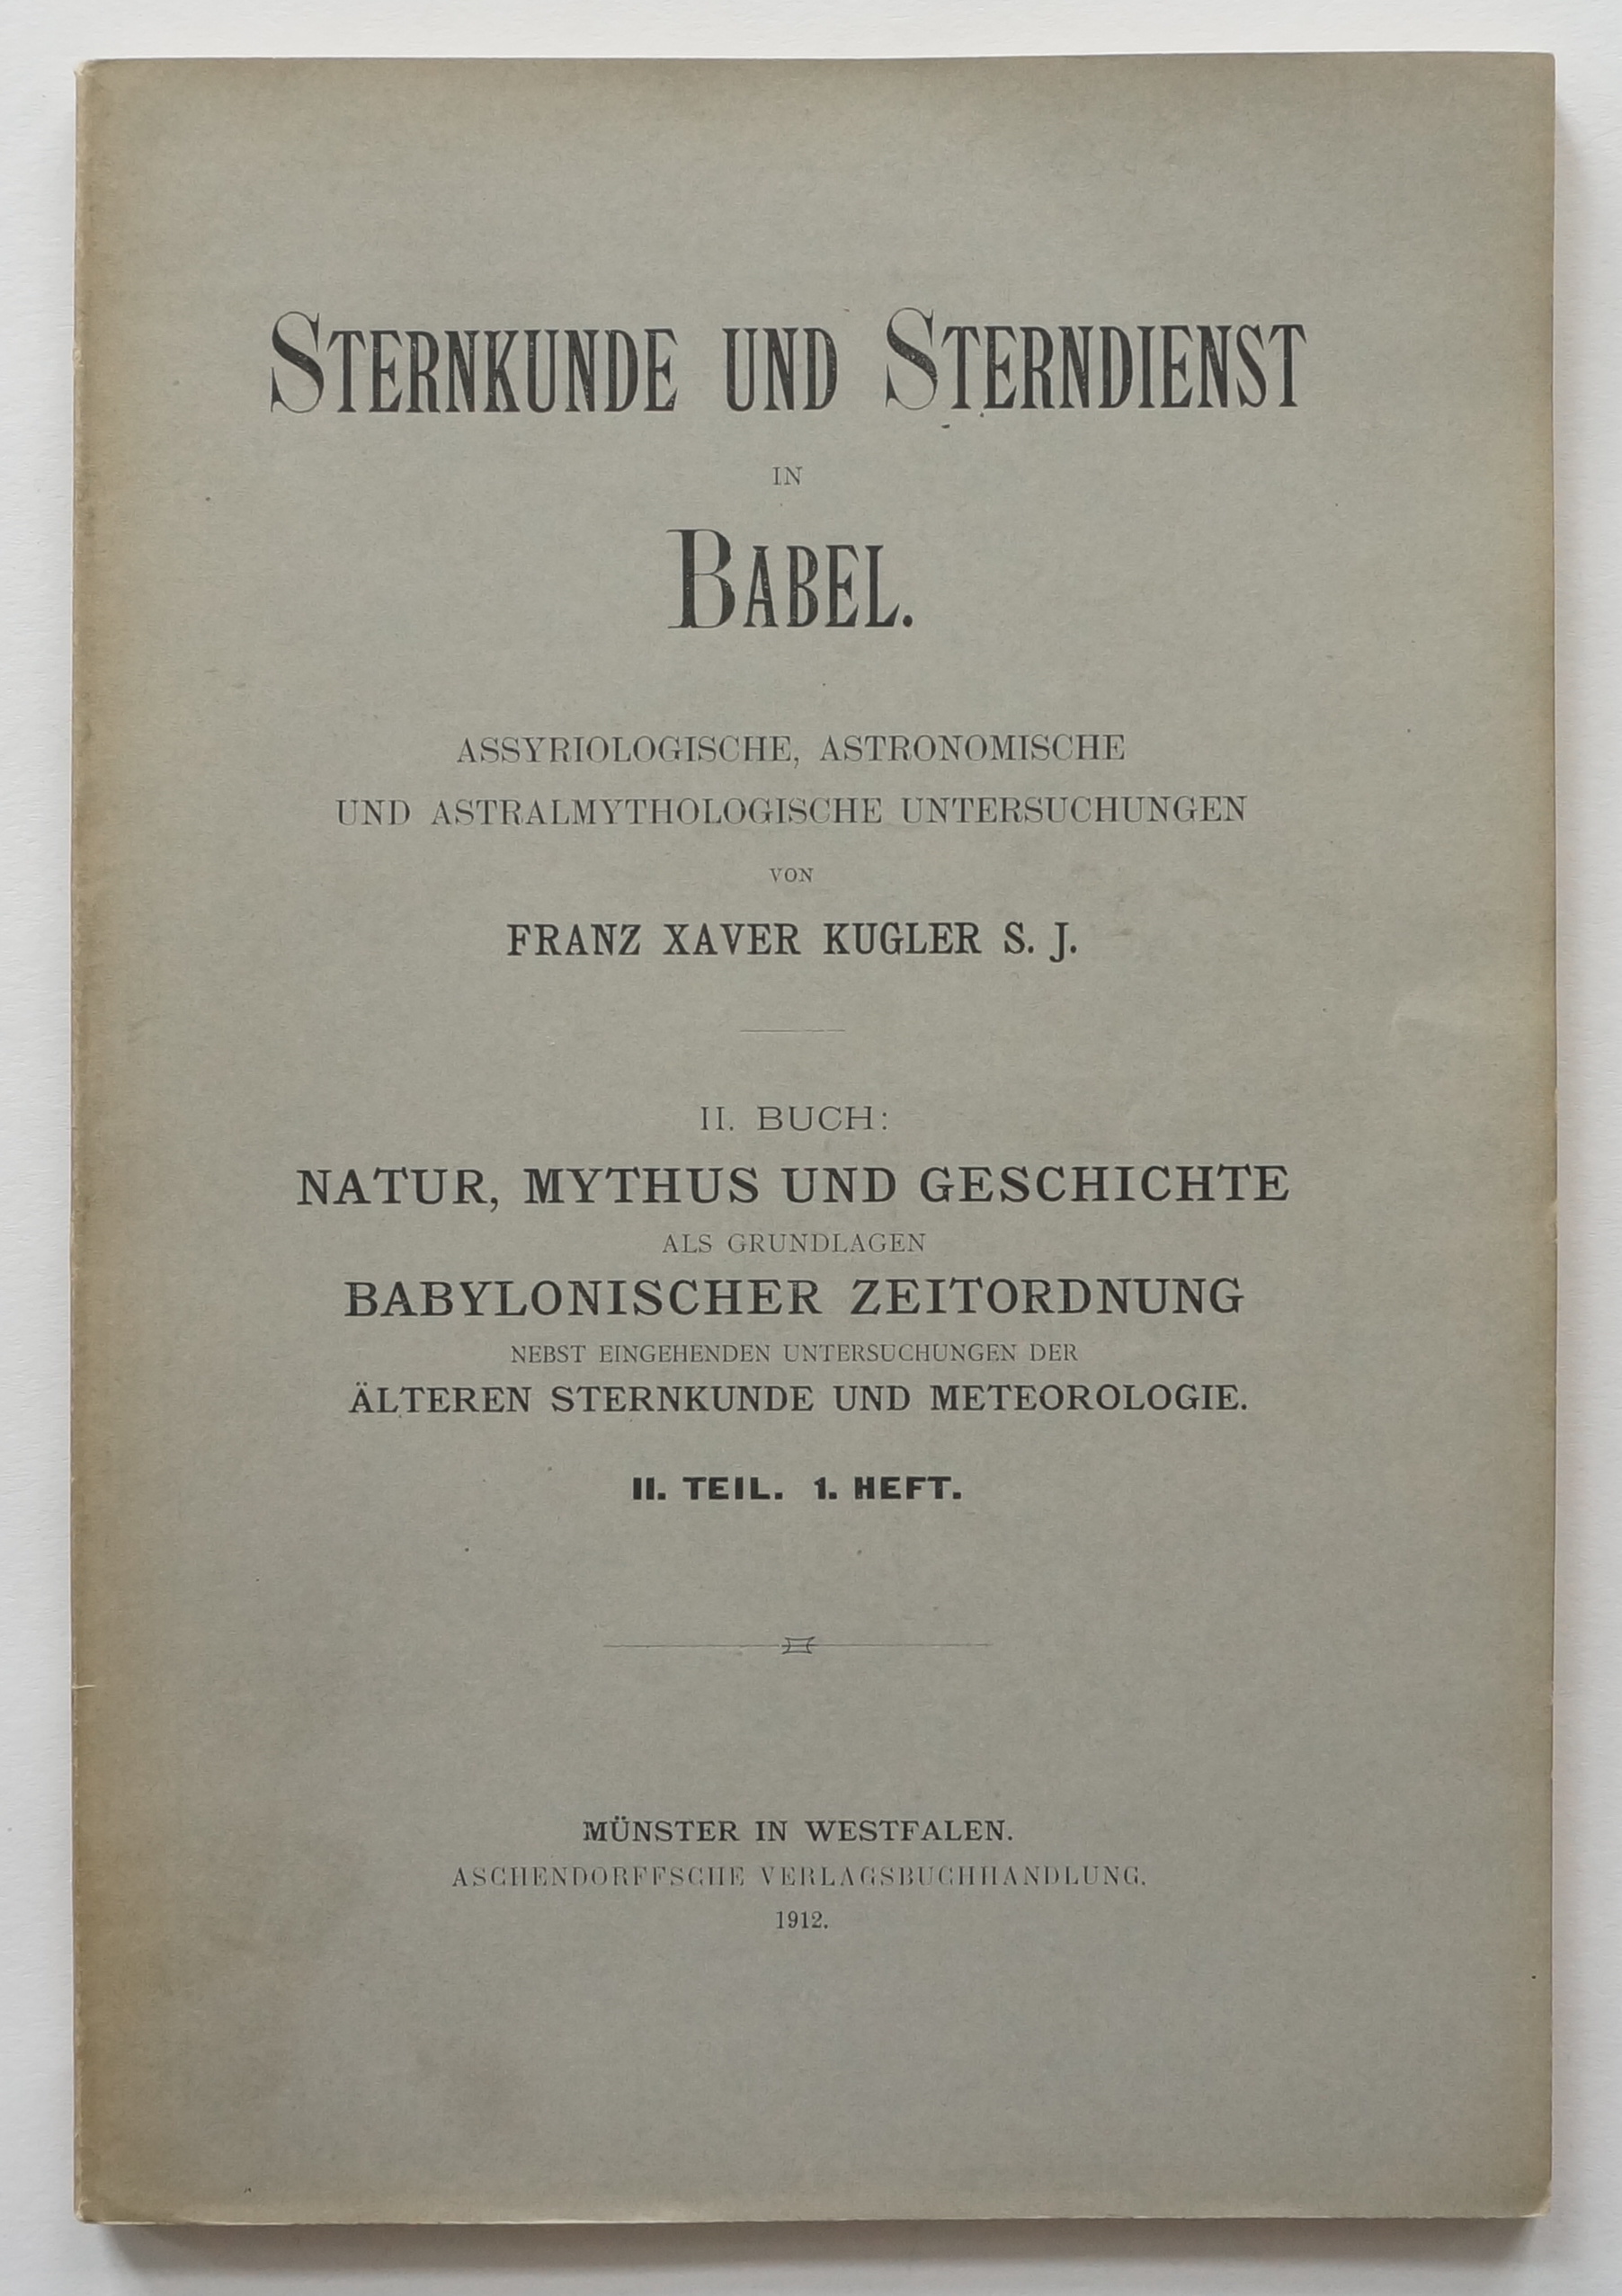 STERNKUNDE UND STERNDIENST
IN
BABEL.
ASSYRIOLOGISCHE, ASTRONOMISCHE
UND ASTRALMYTHOLOGISCHE UNTERSUCHUNGEN
VON
FRANZ XAVER KUGLER S. J.
II. BUCH:
NATUR, MYTHUS UND GESCHICHTE
ALS GRUNDLAGEN
BABYLONISCHER ZEITORDNUNG
NEBST EINGEHENDEN UNTERSUCHUNGEN DER
ÄLTEREN STERNKUNDE UND METEOROLOGIE.
II. TEIL. 1. HEFT.
MÜNSTER IN WESTFALEN.
ASCHENDORFFSCHE VERLAGSBUCHHANDLUNG.
1912.